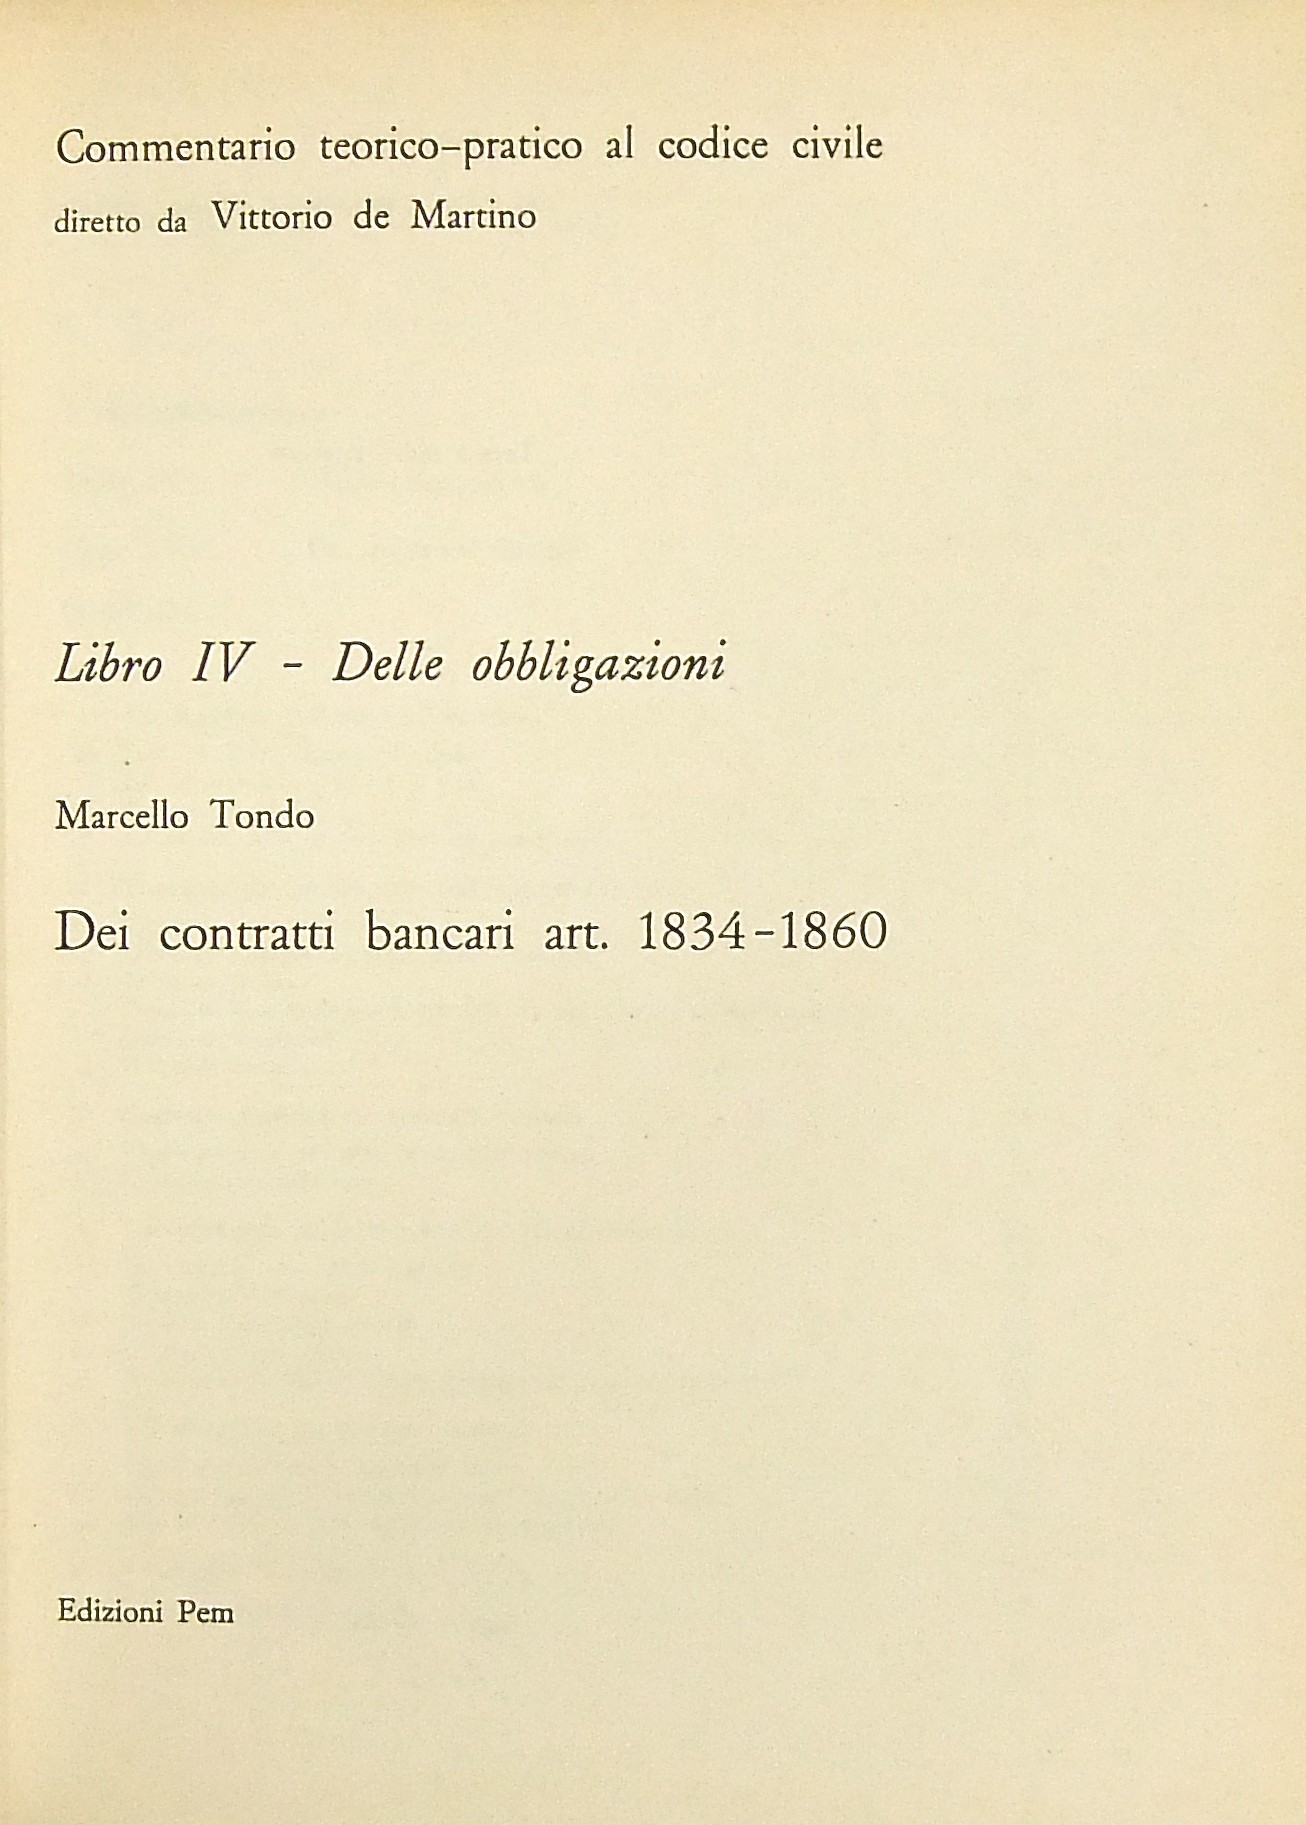 Commentario teorico-pratico al codice civile
diretto da Vittorio de Martino
Libro IV - Delle obbligazioni
Marcello Tondo
Dei contratti bancari art. 1834-1860
Edizioni Pem